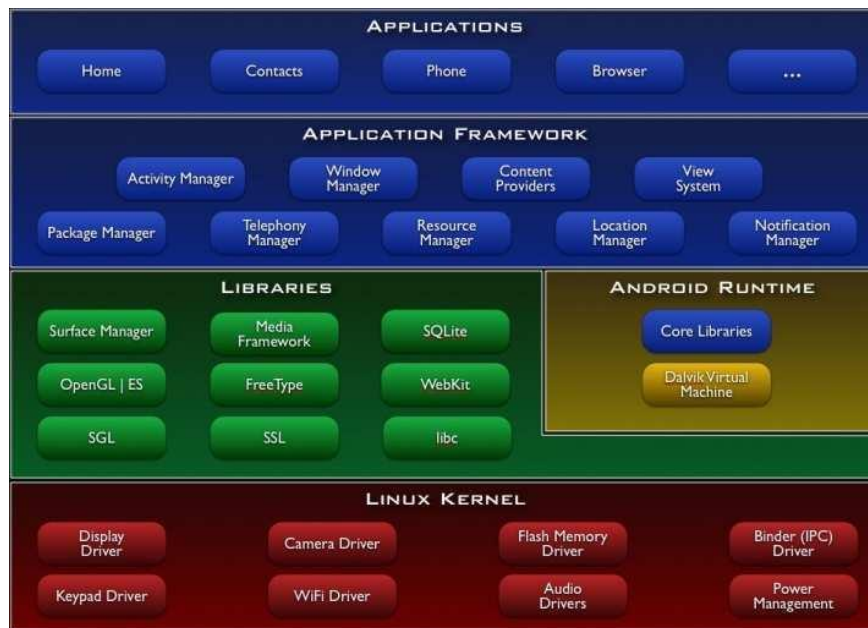 APPLICATIONS
Home
Contacts
Phone
Browser
...
APPLICATION FRAMEWORK
Activity Manager
Window
Manager
Content
Providers
View
System
Package Manager
Telephony
Manager
Resource
Manager
Location
Manager
Notification
Manager
LIBRARIES
Surface Manager
Media
Framework
SQLite
OpenGL | ES
FreeType
WebKit
SGL
SSL
libc
ANDROID RUNTIME
Core Libraries
Dalvik Virtual
Machine
LINUX KERNEL
Display
Driver
Camera Driver
Flash Memory
Driver
Binder (IPC)
Driver
Keypad Driver
WiFi Driver
Audio
Drivers
Power
Management